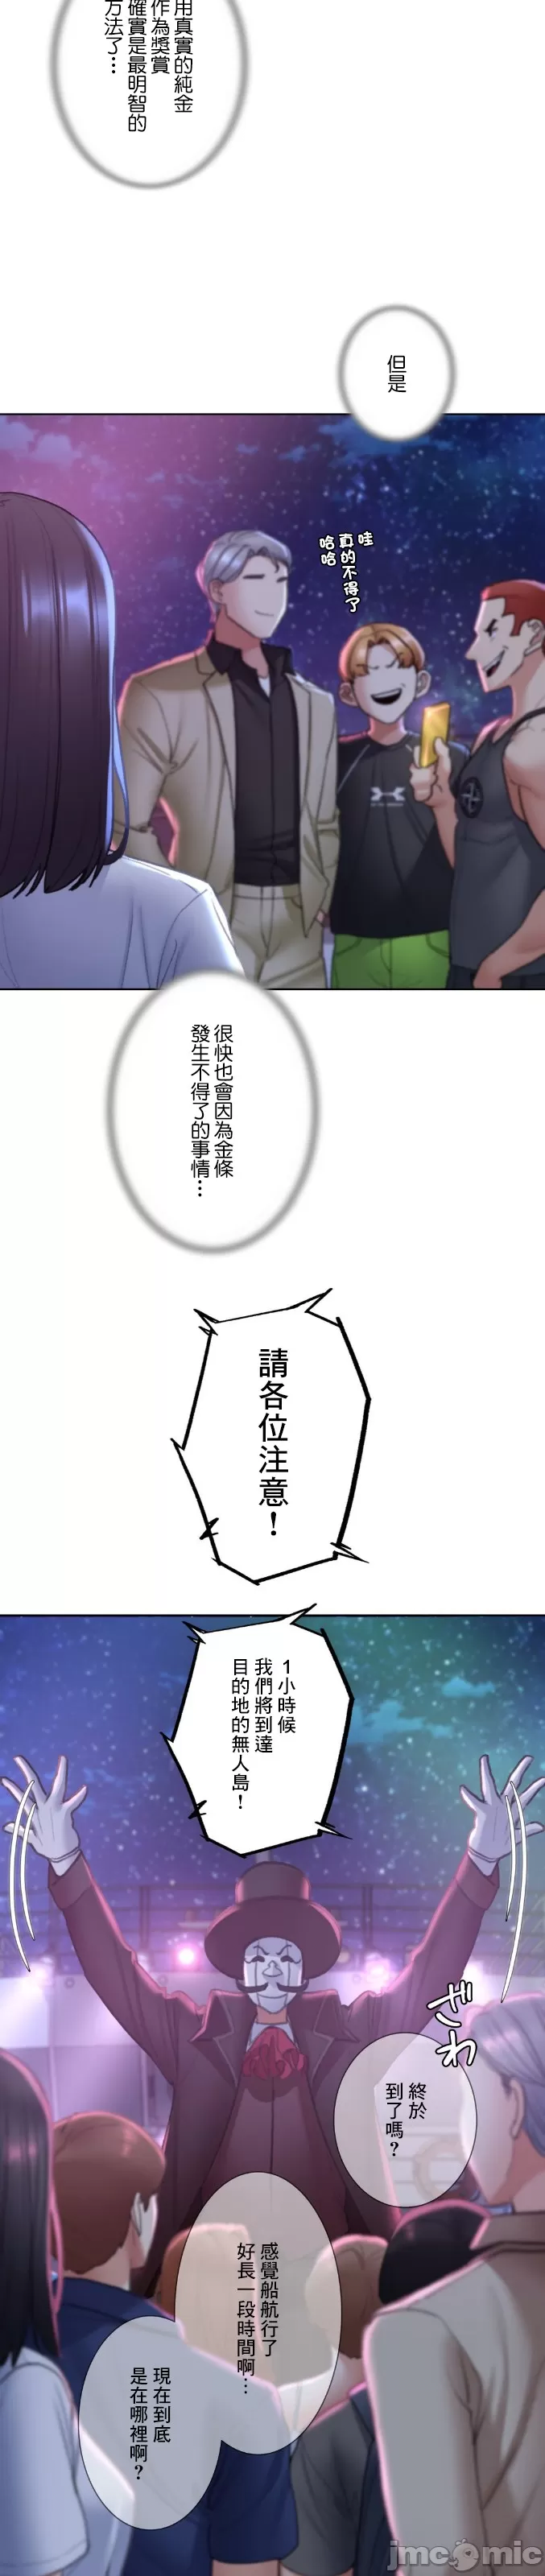 用真實的純金
作為獎賞
確實是最明智的
方法了⋯
但是
哇
真的不得了
哈哈
很快也會因為金條
發生不得了的事情⋯
請各位注意！
1小時候
我們將到達
目的地的無人島！
ざわ
終於
到了嗎？
感覺船航行了
好長一段時間啊⋯
現在到底
是在哪裡啊？
jmcomic